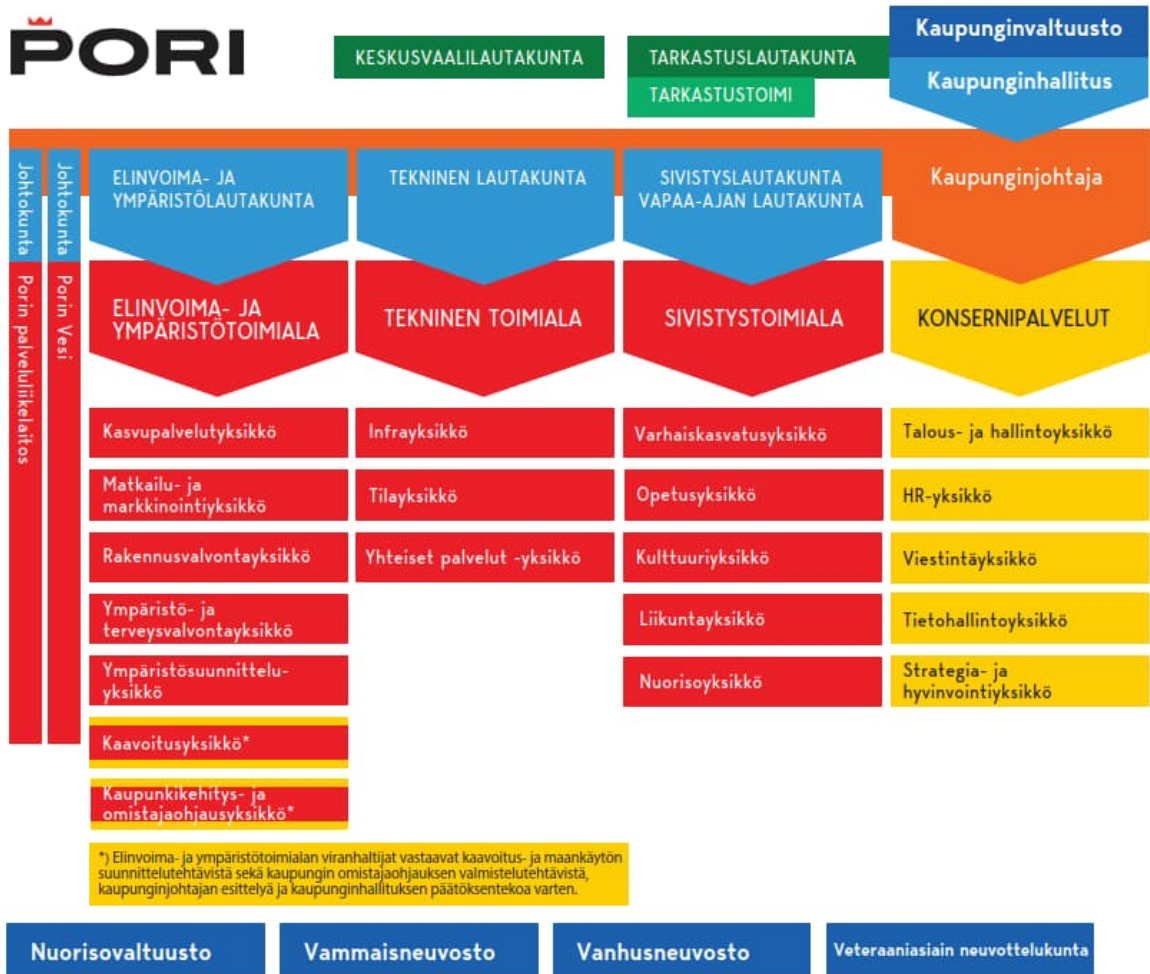 PORI
KESKUSVAALILAUTAKUNTA
TARKASTUSLAUTAKUNTA
TARKASTUSTOIMI
Kaupunginvaltuusto
Kaupunginhallitus
Johtokunta
Porin palveluliikelaitos
Johtokunta
Porin Vesi
ELINVOIMA- JA
YMPÄRISTÖLAUTAKUNTA
TEKNINEN LAUTAKUNTA
SIVISTYSLAUTAKUNTA
VAPAA-AJAN LAUTAKUNTA
Kaupunginjohtaja
ELINVOIMA- JA
YMPÄRISTÖTOIMIALA
TEKNINEN TOIMIALA
SIVISTYSTOIMIALA
KONSERNIPALVELUT
Kasvupalvelutyksikkö
Matkailu- ja
markkinointiyksikkö
Rakennusvalvontayksikkö
Ympäristö- ja
terveysvalvontayksikkö
Ympäristösuunnittelu-
yksikkö
Kaavoitusyksikkö*
Kaupunkikehitys- ja
omistajaohjausyksikkö*
Infrayksikkö
Tilayksikkö
Yhteiset palvelut -yksikkö
Varhaiskasvatusyksikkö
Opetusyksikkö
Kulttuuriyksikkö
Liikuntayksikkö
Nuorisoyksikkö
Talous- ja hallintoyksikkö
HR-yksikkö
Viestintäyksikkö
Tietohallintoyksikkö
Strategia- ja
hyvinvointiyksikkö
*) Elinvoima- ja ympäristötoimialan viranhaltijat vastaavat kaavoitus- ja maankäytön
suunnittelutehtävistä sekä kaupungin omistajaohjauksen valmistelutehtävistä,
kaupunginjohtajan esittelyä ja kaupunginhallituksen päätöksentekoa varten.
Nuorisovaltuusto
Vammaisneuvosto
Vanhusneuvosto
Veteraaniasiain neuvottelukunta